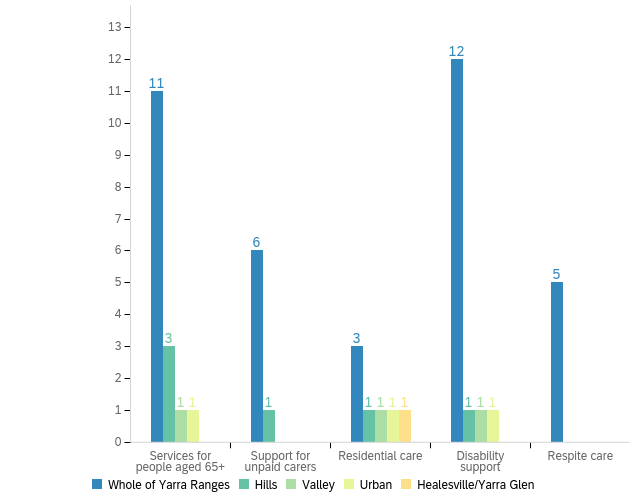 13
12
11
10
9
8
7
6
5
4
3
2
1
0
11
3
1
1
6
1
3
1
1
1
1
12
1
1
1
5
Services for
people aged 65+
Support for
unpaid carers
Residential care
Disability
support
Respite care
Whole of Yarra Ranges
Hills
Valley
Urban
Healesville/Yarra Glen